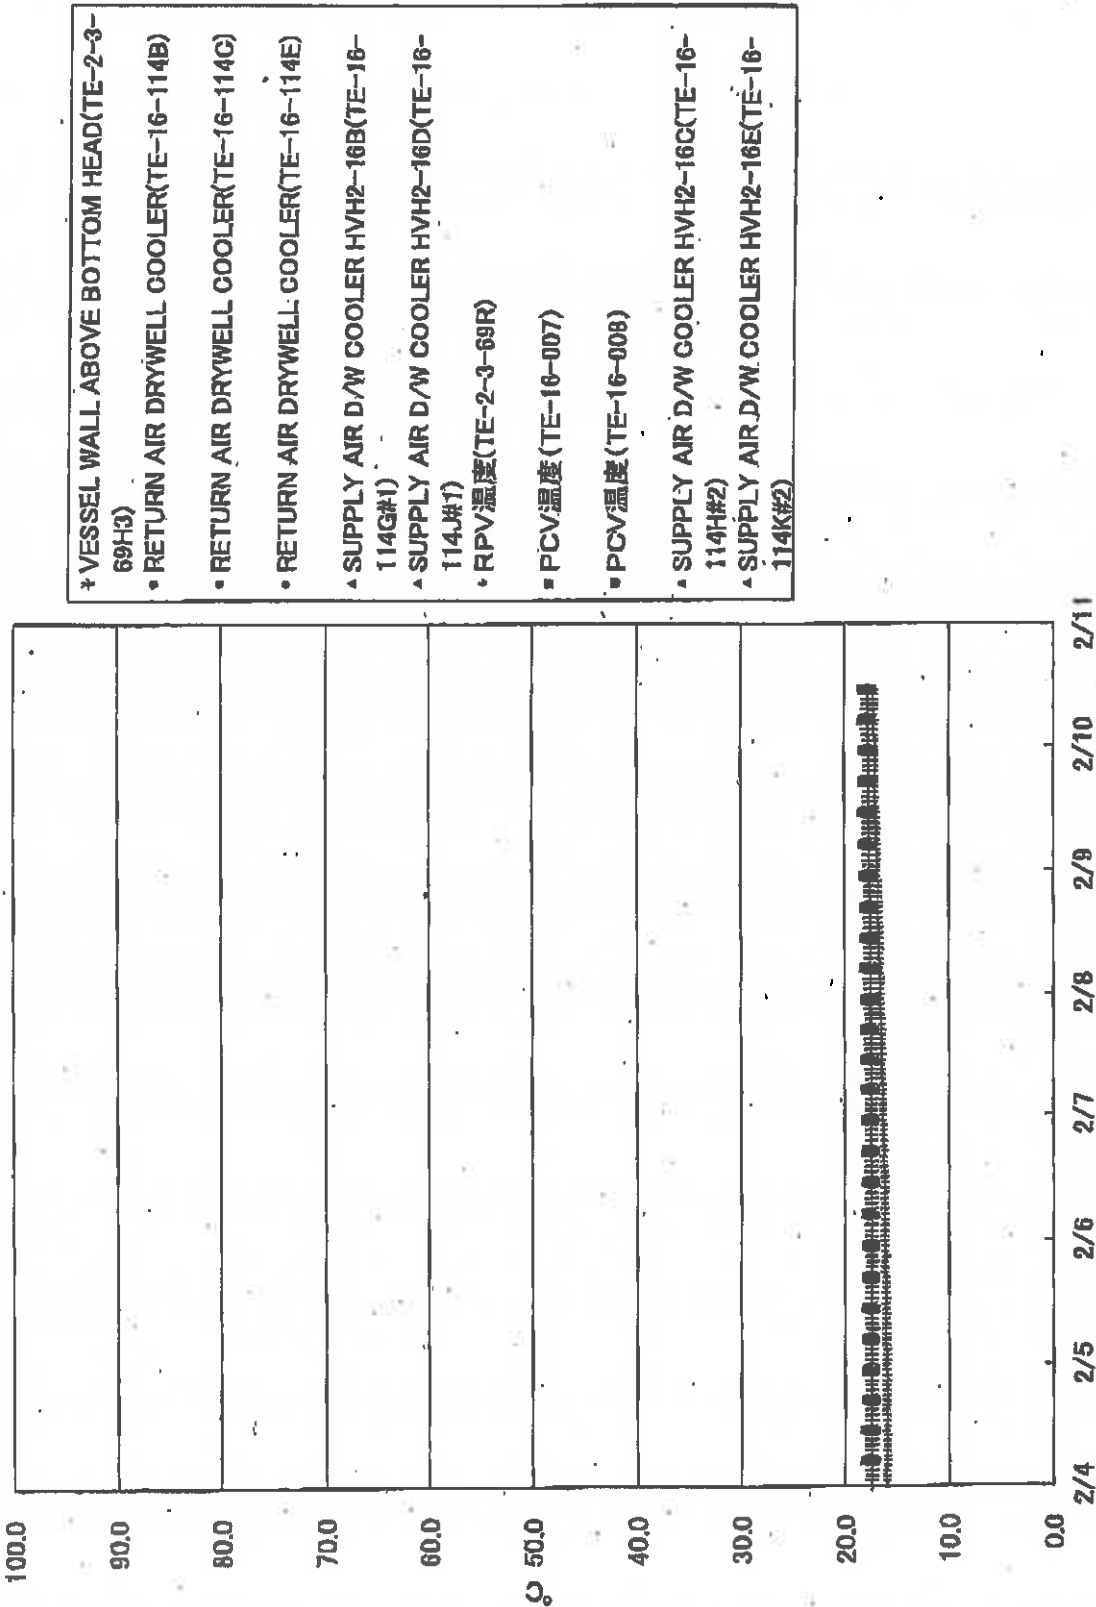 100.0
90.0
80.0
70.0
60.0
℃ 50.0
40.0
30.0
20.0
10.0
0.0
2/4
2/5
2/6
2/7
2/8
2/9
2/10
2/11
VESSEL WALL ABOVE BOTTOM HEAD(TE-2-3-
69H3)
RETURN AIR DRYWELL COOLER(TE-16-114B)
RETURN AIR DRYWELL COOLER(TE-16-114C)
RETURN AIR DRYWELL COOLER(TE-16-114E)
SUPPLY AIR D/W COOLER HVH2-16B(TE-16-
114G#1)
SUPPLY AIR D/W COOLER HVH2-16D(TE-16-
114J#1)
RPV温度(TE-2-3-69R)
PCV温度(TE-16-007)
PCV温度(TE-16-008)
SUPPLY AIR D/W COOLER HVH2-16C(TE-16-
114H#2)
SUPPLY AIR D/W COOLER HVH2-16E(TE-16-
114K#2)